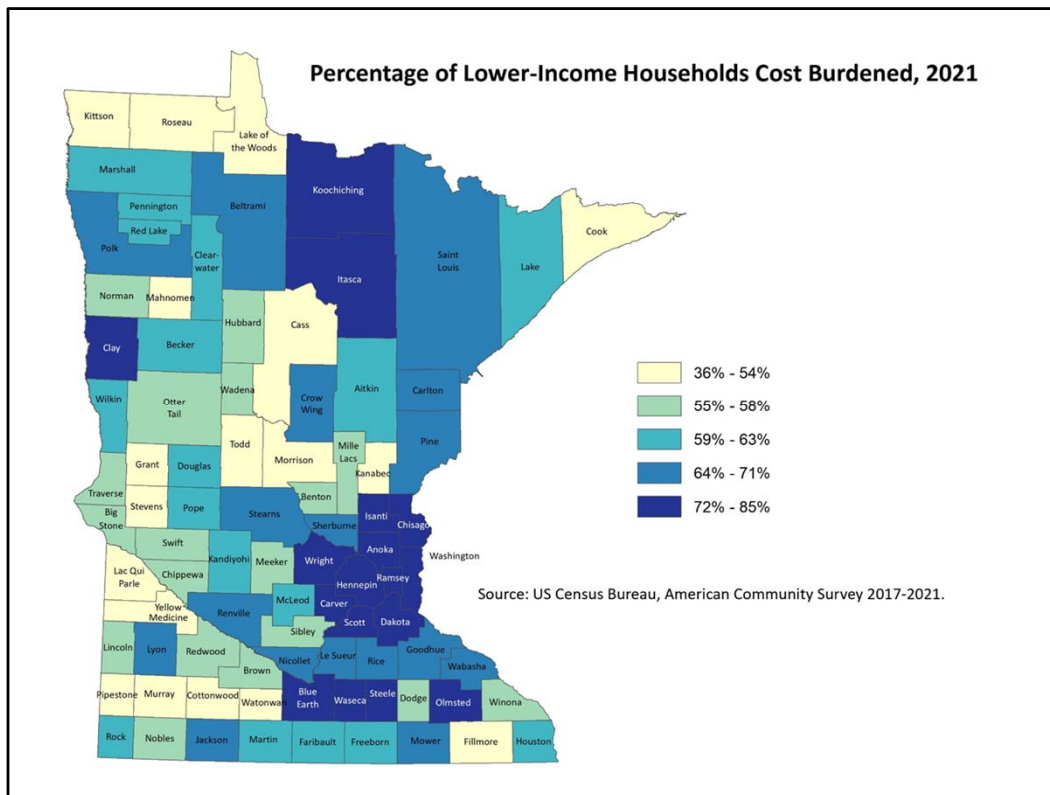 Percentage of Lower-Income Households Cost Burdened, 2021
Kittson
Roseau
Lake of
the Woods
Marshall
Koochiching
Pennington
Beltrami
Red Lake
Polk
Clear-
water
Saint
Louis
Lake
Cook
Itasca
Norman
Mahnomen
Hubbard
Cass
Clay
Becker
Wadena
Crow
Wing
Aitkin
Carlton
Wilkin
Otter
Tail
Pine
Todd
Morrison
Mille
Lacs
Kanabec
Grant
Douglas
Traverse
Stevens
Pope
Stearns
Benton
Sherburne
Isanti
Chisago
Big
Stone
Swift
Kandiyohi
Meeker
Wright
Anoka
Washington
Lac Qui
Parle
Chippewa
Hennepin
Ramsey
Yellow
Medicine
Renville
McLeod
Carver
Scott
Dakota
Sibley
Lincoln
Lyon
Redwood
Brown
Nicollet
Le Sueur
Rice
Goodhue
Wabasha
Pipestone
Murray
Cottonwood
Watonwan
Blue
Earth
Waseca
Steele
Dodge
Olmsted
Winona
Rock
Nobles
Jackson
Martin
Faribault
Freeborn
Mower
Fillmore
Houston
36% - 54%
55% - 58%
59% - 63%
64% - 71%
72% - 85%
Source: US Census Bureau, American Community Survey 2017-2021.